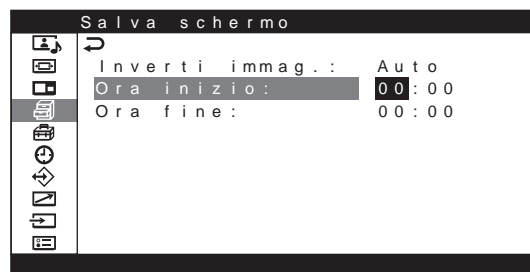 Salva schermo
Inverti immag.: Auto
Ora inizio: 00:00
Ora fine: 00:00